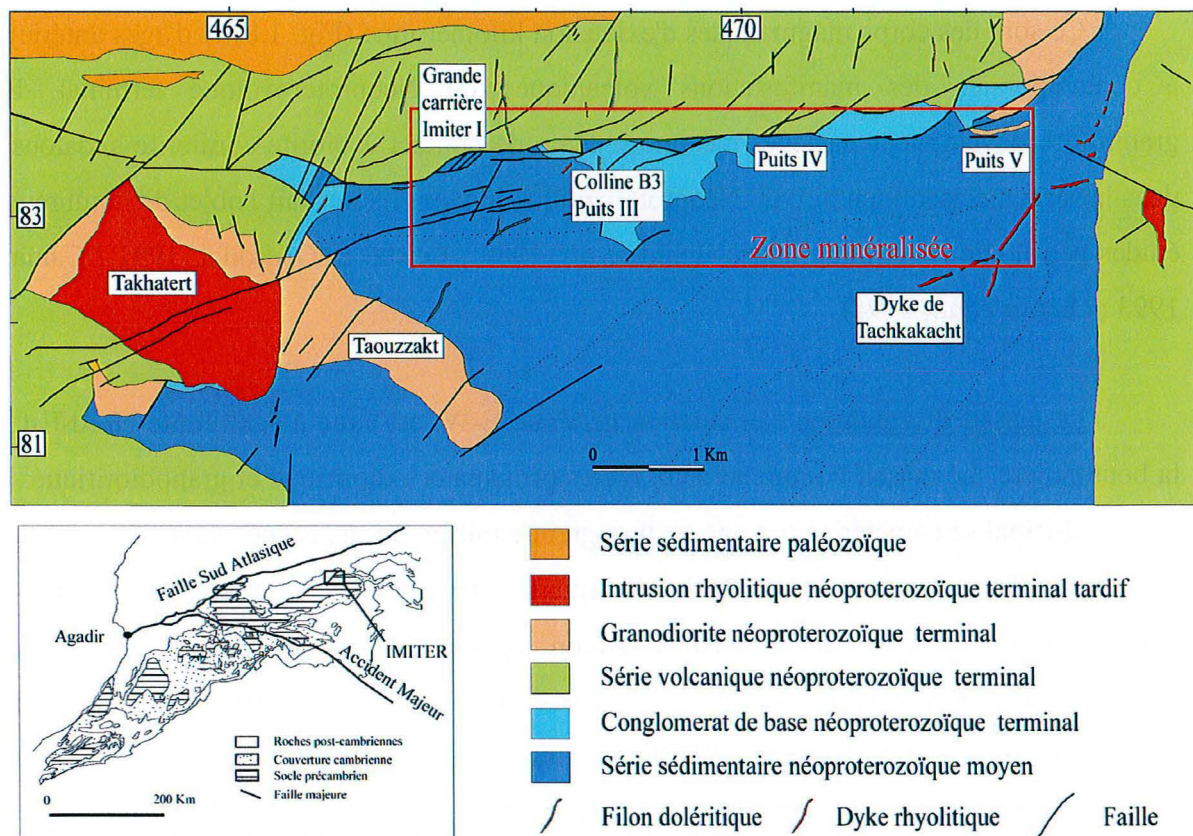 465
470
Grande
carrière
Imiter I
Puits IV
Puits V
Colline B3
Puits III
83
Zone minéralisée
Takhatert
Dyke de
Tachkakacht
Taouzzakt
81
0 1 Km
Faille Sud Atlasique
Agadir
IMITER
Accident Majeur
Roches post-cambriennes
Couverture cambrienne
Socle précambrien
Faille majeure
0 200 Km
Série sédimentaire paléozoïque
Intrusion rhyolitique néoproterozoïque terminal tardif
Granodiorite néoproterozoïque terminal
Série volcanique néoproterozoïque terminal
Conglomerat de base néoproterozoïque terminal
Série sédimentaire néoproterozoïque moyen
Filon doléritique Dyke rhyolitique Faille